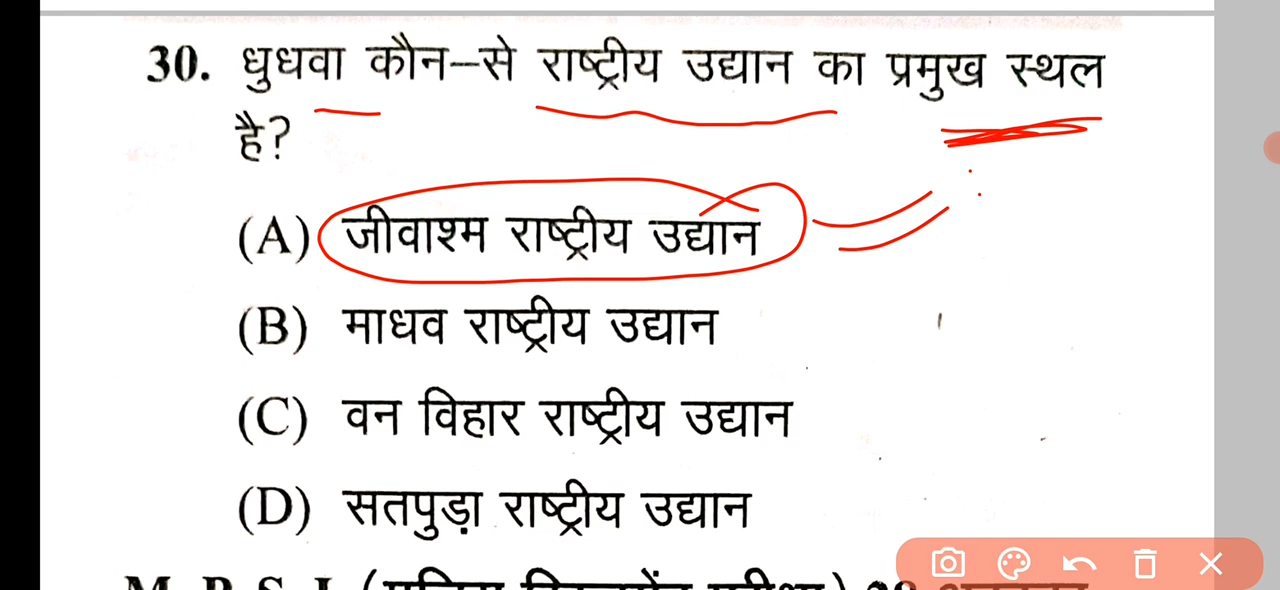 30. धुधवा कौन–से राष्ट्रीय उद्यान का प्रमुख स्थल
है?
(A) जीवाश्म राष्ट्रीय उद्यान
(B) माधव राष्ट्रीय उद्यान
(C) वन विहार राष्ट्रीय उद्यान
(D) सतपुड़ा राष्ट्रीय उद्यान